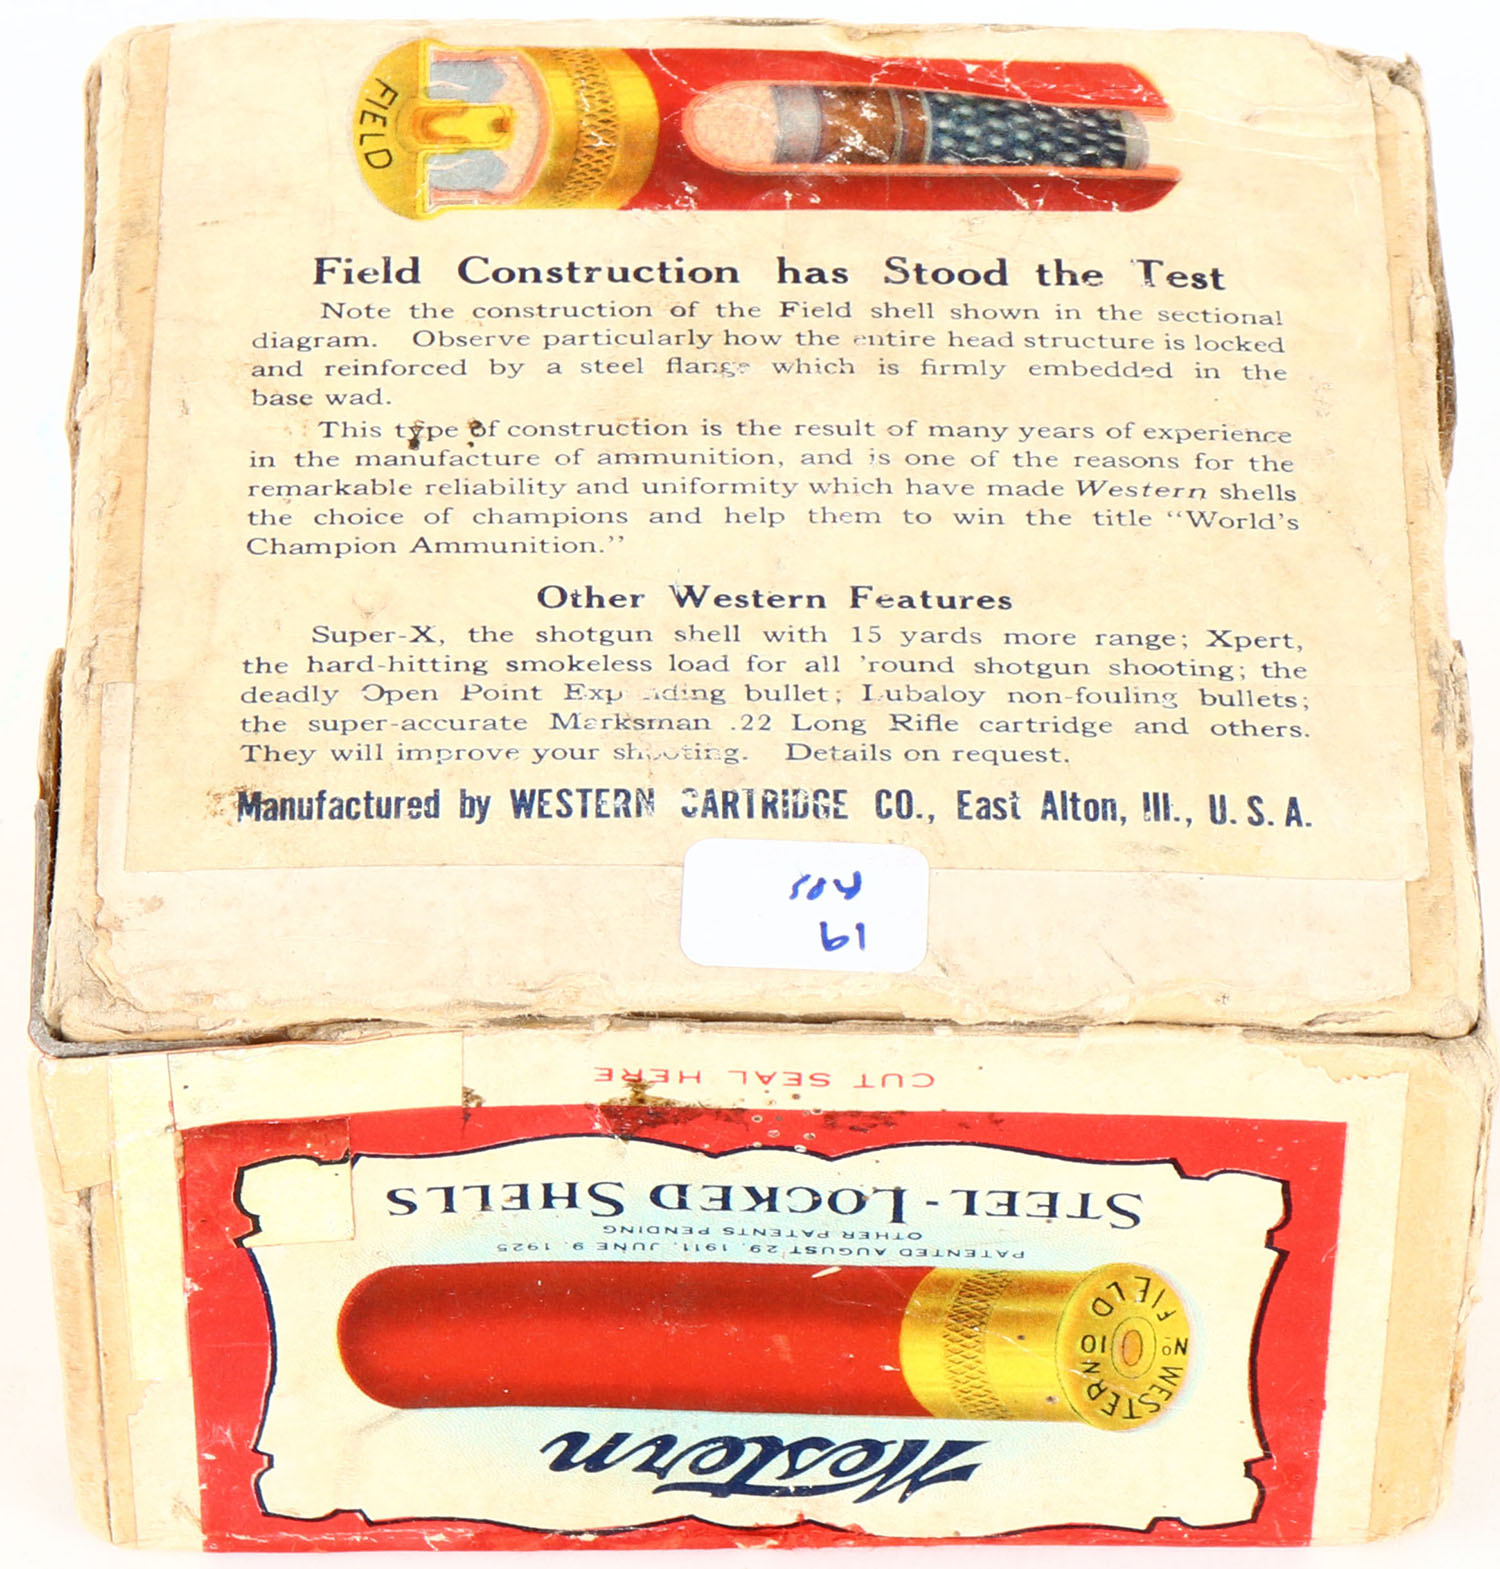 FIELD
Field Construction has Stood the Test
Note the construction of the Field shell shown in the sectional
diagram. Observe particularly how the entire head structure is locked
and reinforced by a steel flange which is firmly embedded in the
base wad.
This type of construction is the result of many years of experience
in the manufacture of ammunition, and is one of the reasons for the
remarkable reliability and uniformity which have made Western shells
the choice of champions and help them to win the title "World's
Champion Ammunition."
Other Western Features
Super-X, the shotgun shell with 15 yards more range; Xpert,
the hard-hitting smokeless load for all 'round shotgun shooting; the
deadly Open Point Expanding bullet; Lubaloy non-fouling bullets;
the super-accurate Marksman .22 Long Rifle cartridge and others.
They will improve your shooting. Details on request.
Manufactured by WESTERN CARTRIDGE CO., East Alton, Ill., U. S. A.
19
CUT SEAL HERE
Western
WESTERN
No 10
FIELD
PATENTED AUGUST 29, 1911, JUNE 9, 1925
OTHER PATENTS PENDING
STEEL-LOCKED SHELLS